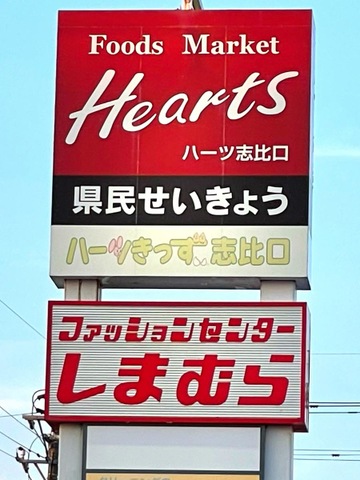 Foods Market
Hearts
ハーツ志比口
県民せいきょう
ハーツきっず志比口
ファッションセンター
しまむら